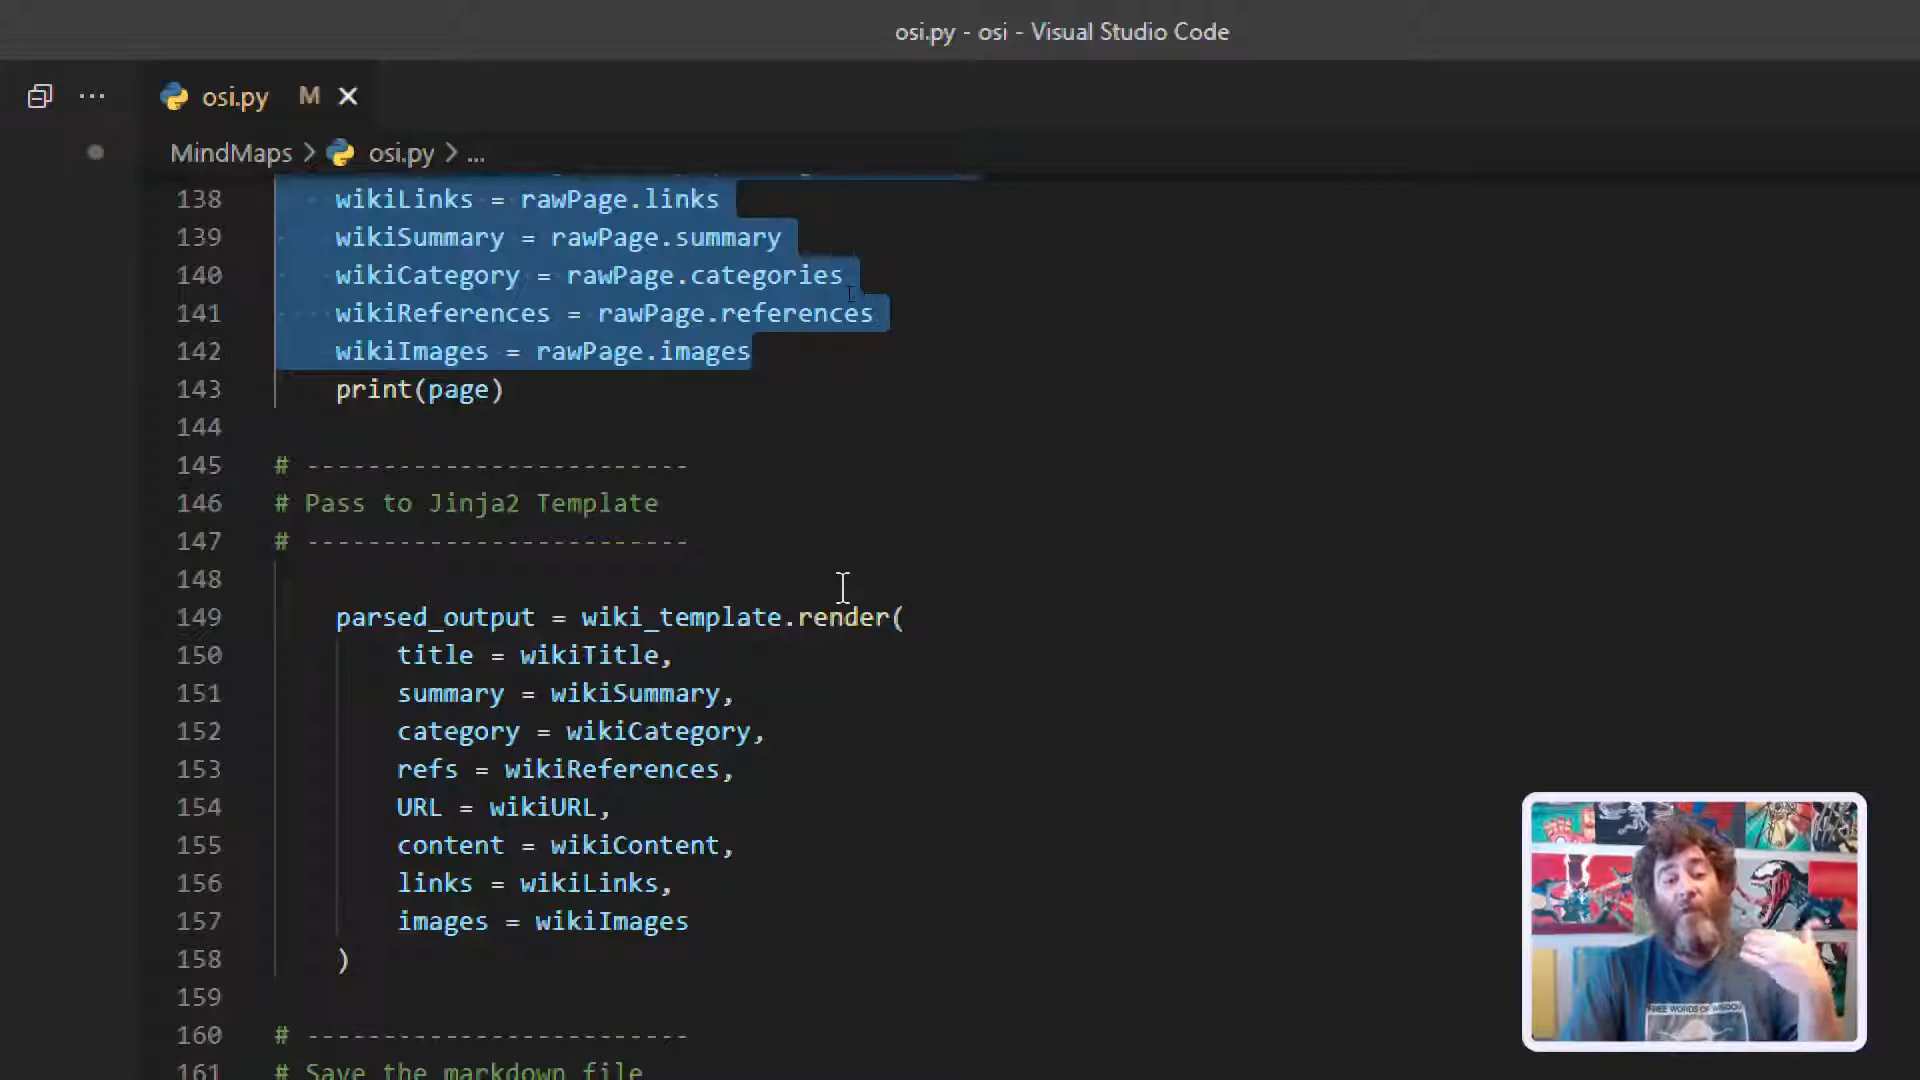 osi.py - osi - Visual Studio Code
osi.py M
MindMaps > osi.py > ...
138 wikiLinks = rawPage.links
139 wikiSummary = rawPage.summary
140 wikiCategory = rawPage.categories
141 wikiReferences = rawPage.references
142 wikiImages = rawPage.images
143 print(page)
144
145 # -------------------------
146 # Pass to Jinja2 Template
147 # -------------------------
148
149 parsed_output = wiki_template.render(
150 title = wikiTitle,
151 summary = wikiSummary,
152 category = wikiCategory,
153 refs = wikiReferences,
154 URL = wikiURL,
155 content = wikiContent,
156 links = wikiLinks,
157 images = wikiImages
158 )
159
160 # -------------------------
161 # Save the markdown file
FREE WORDS OF WISDOM